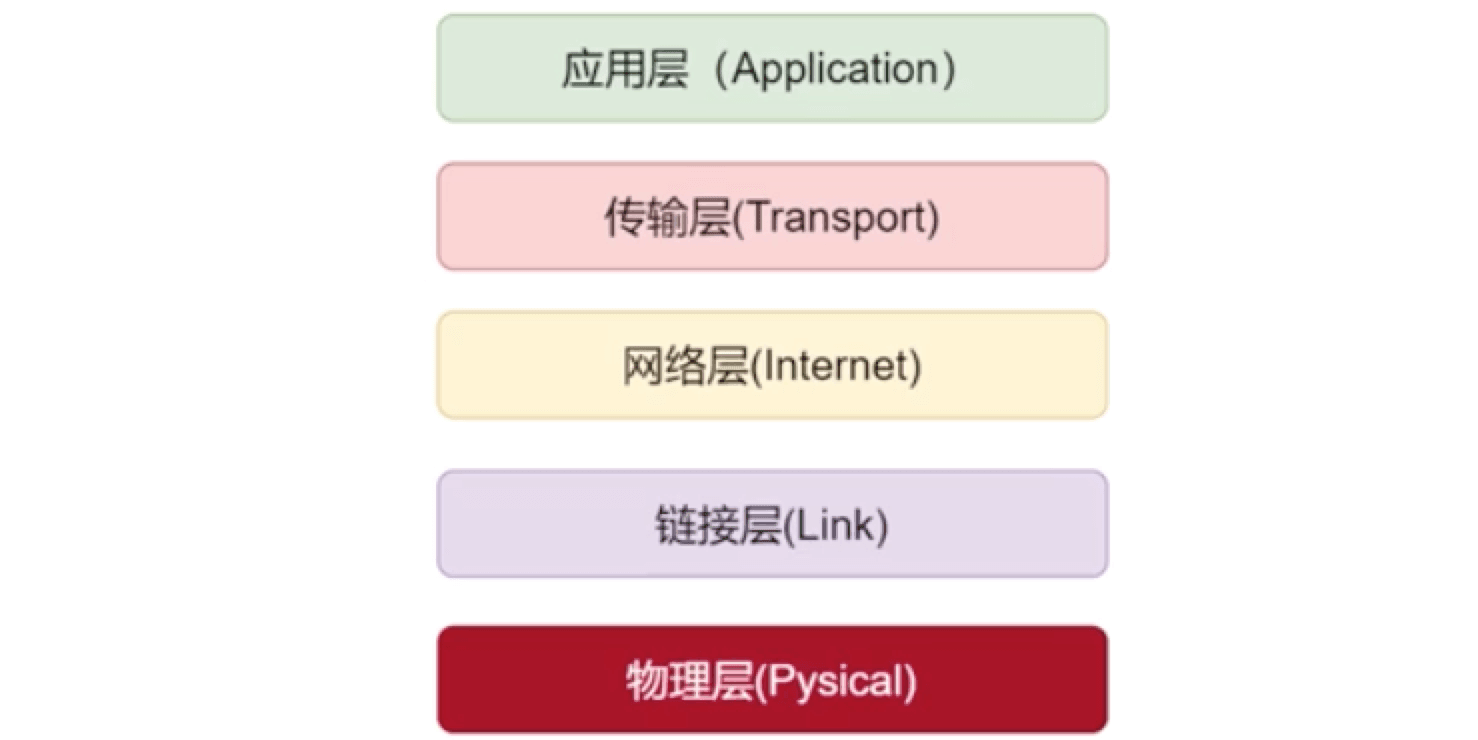 应用层（Application）
传输层(Transport)
网络层(Internet)
链接层(Link)
物理层(Pysical)